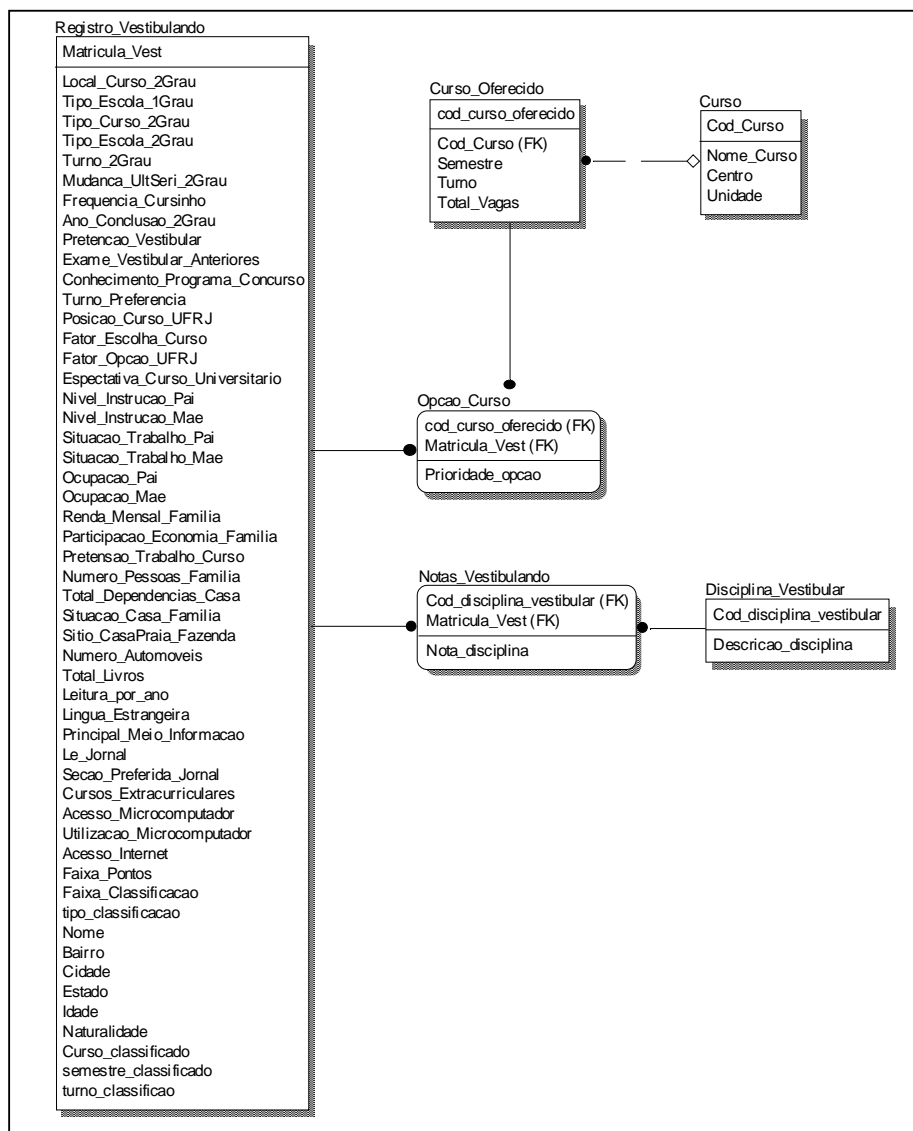 Registro_Vestibulando
Matricula_Vest
Local_Curso_2Grau
Tipo_Escola_1Grau
Tipo_Curso_2Grau
Tipo_Escola_2Grau
Turno_2Grau
Mudanca_UltSeri_2Grau
Frequencia_Cursinho
Ano_Conclusao_2Grau
Pretencao_Vestibular
Exame_Vestibular_Anteriores
Conhecimento_Programa_Concurso
Turno_Preferencia
Posicao_Curso_UFRJ
Fator_Escolha_Curso
Fator_Opcao_UFRJ
Espectativa_Curso_Universitario
Nivel_Instrucao_Pai
Nivel_Instrucao_Mae
Situacao_Trabalho_Pai
Situacao_Trabalho_Mae
Ocupacao_Pai
Ocupacao_Mae
Renda_Mensal_Familia
Participacao_Economia_Familia
Pretensao_Trabalho_Curso
Numero_Pessoas_Familia
Total_Dependencias_Casa
Situacao_Casa_Familia
Sitio_CasaPraia_Fazenda
Numero_Automoveis
Total_Livros
Leitura_por_ano
Lingua_Estrangeira
Principal_Meio_Informacao
Le_Jornal
Secao_Preferida_Jornal
Cursos_Extracurriculares
Acesso_Microcomputador
Utilizacao_Microcomputador
Acesso_Internet
Faixa_Pontos
Faixa_Classificacao
tipo_classificacao
Nome
Bairro
Cidade
Estado
Idade
Naturalidade
Curso_classificado
semestre_classificado
turno_classificao
Curso_Oferecido
cod_curso_oferecido
Cod_Curso (FK)
Semestre
Turno
Total_Vagas
Curso
Cod_Curso
Nome_Curso
Centro
Unidade
Opcao_Curso
cod_curso_oferecido (FK)
Matricula_Vest (FK)
Prioridade_opcao
Notas_Vestibulando
Cod_disciplina_vestibular (FK)
Matricula_Vest (FK)
Nota_disciplina
Disciplina_Vestibular
Cod_disciplina_vestibular
Descricao_disciplina